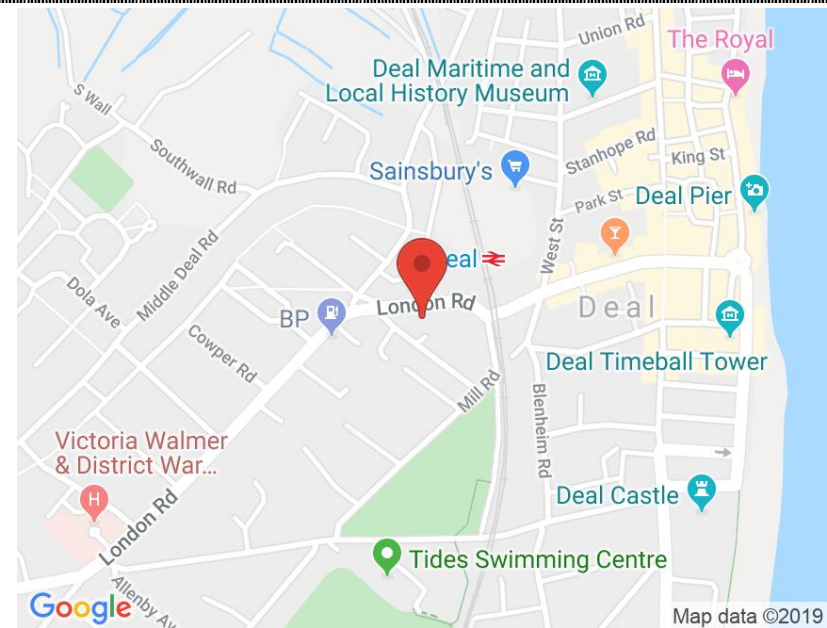 Union Rd
The Royal
Deal Maritime and
Local History Museum
S Wall
Southwall Rd
Stanhope Rd
King St
Sainsbury's
Park St
Deal Pier
West St
eal
Middle Deal Rd
Dola Ave
London Rd
BP
Deal
Cowper Rd
Deal Timeball Tower
Mill Rd
Blenheim Rd
Victoria Walmer
& District War...
H
Deal Castle
London Rd
Tides Swimming Centre
Allenby Av
Google
Map data ©2019